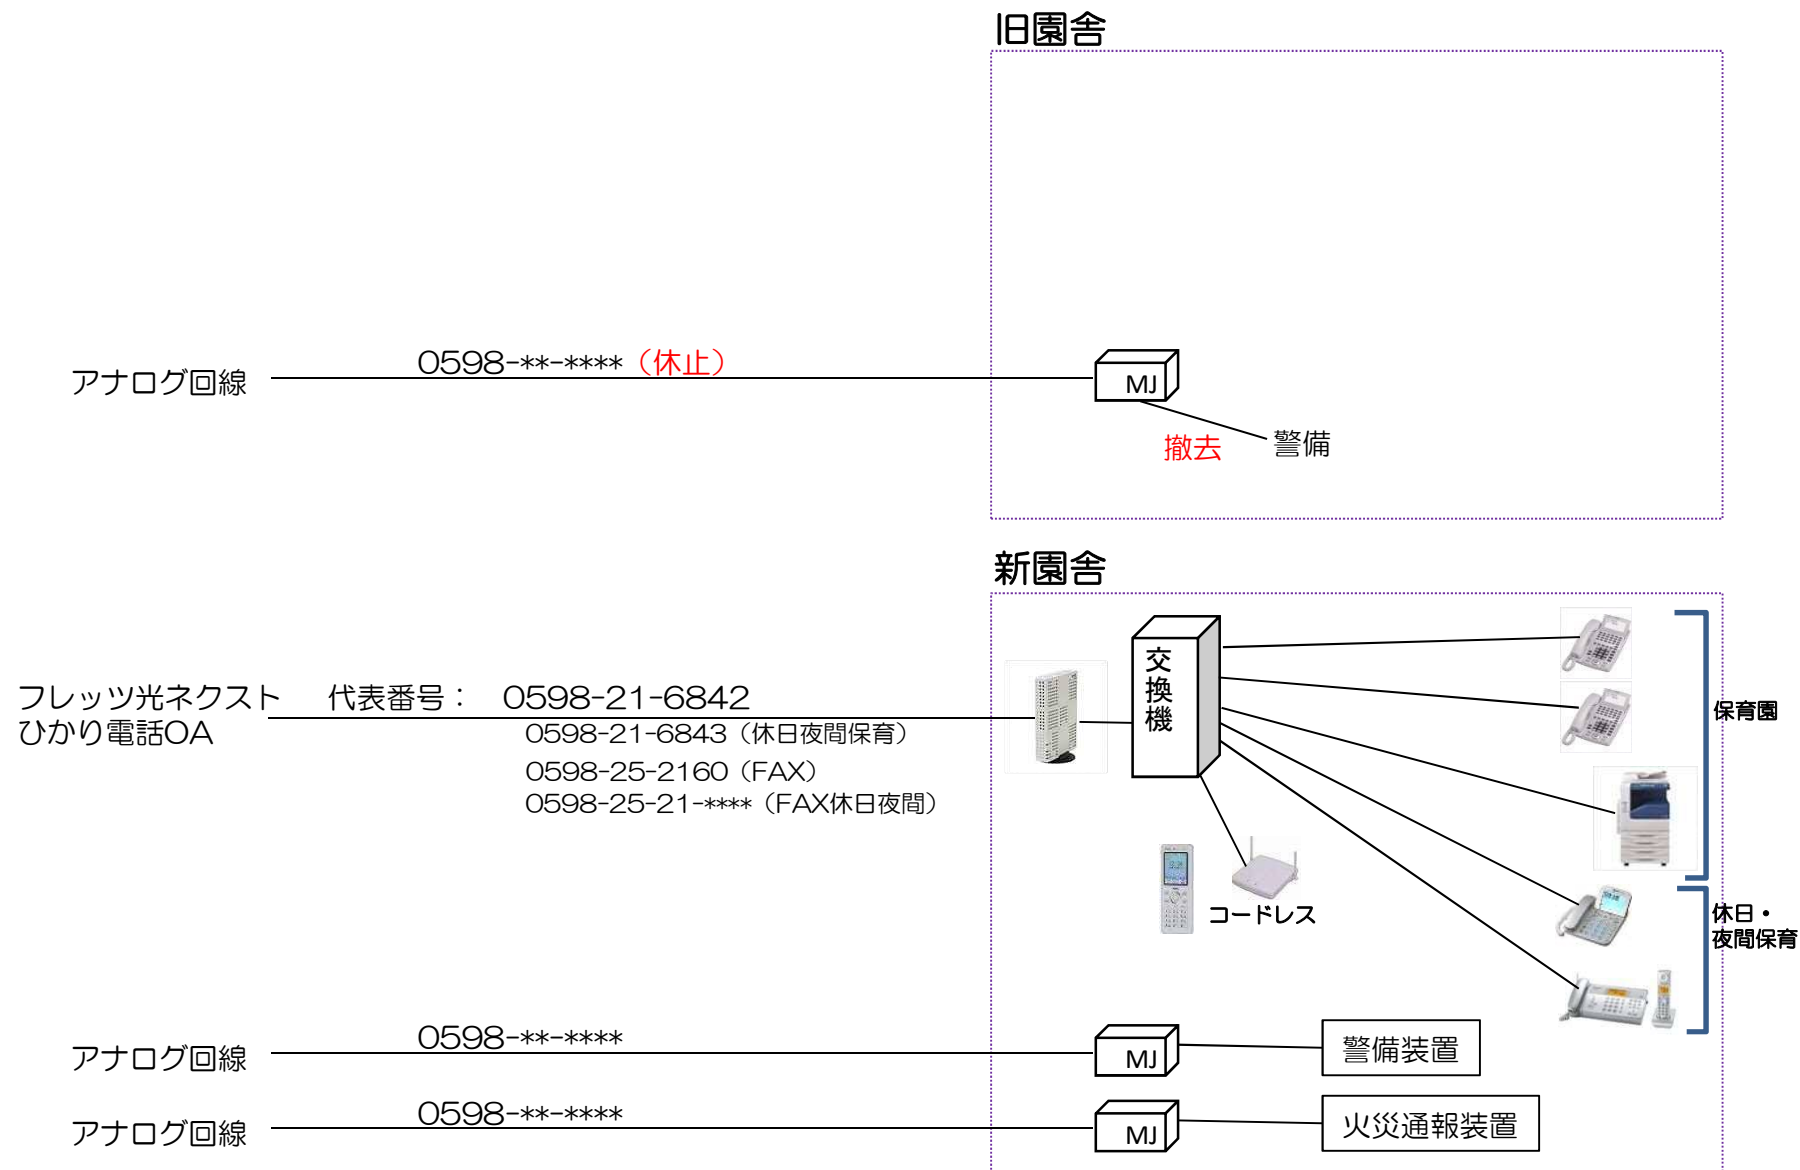 旧園舎
0598-**-****（休止）
アナログ回線
MJ
撤去
警備
新園舎
フレッツ光ネクスト
ひかり電話OA
代表番号： 0598-21-6842
0598-21-6843（休日夜間保育）
0598-25-2160（FAX）
0598-25-21-****（FAX休日夜間）
交換機
保育園
コードレス
休日・
夜間保育
0598-**-****
アナログ回線
MJ
警備装置
0598-**-****
アナログ回線
MJ
火災通報装置